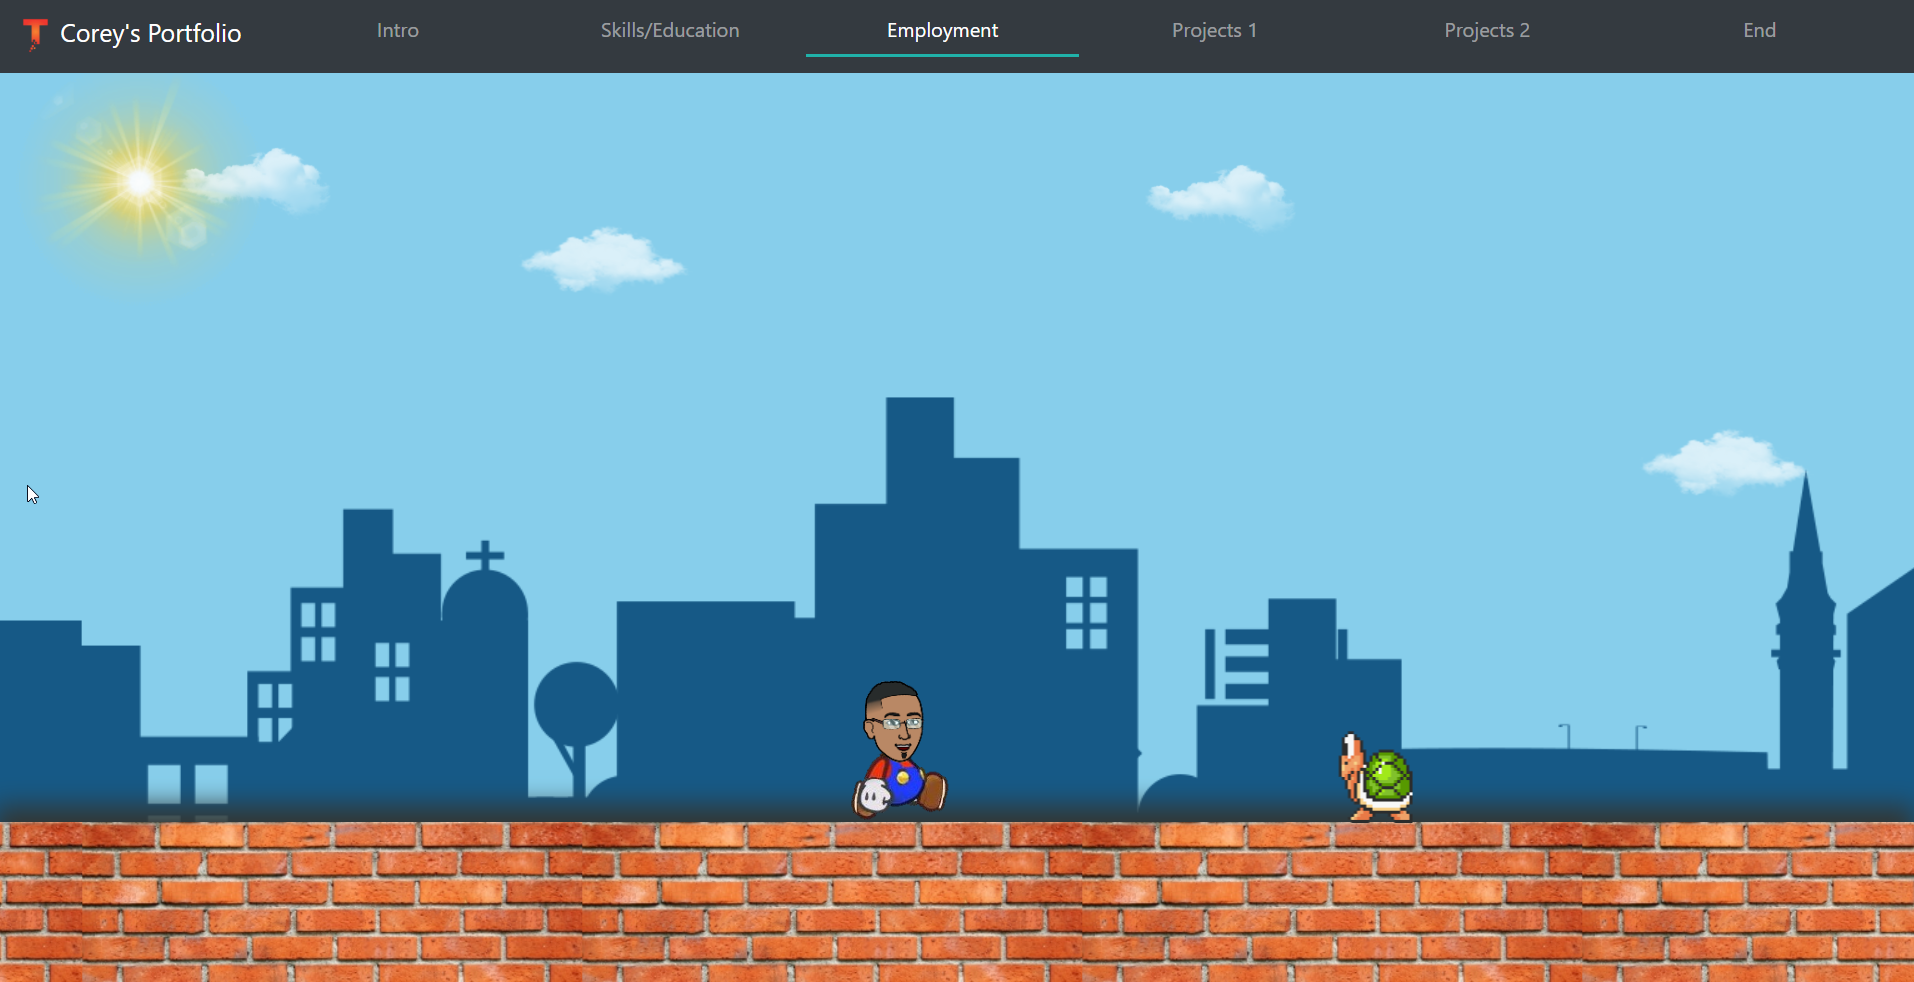 Corey's Portfolio
Intro
Skills/Education
Employment
Projects 1
Projects 2
End